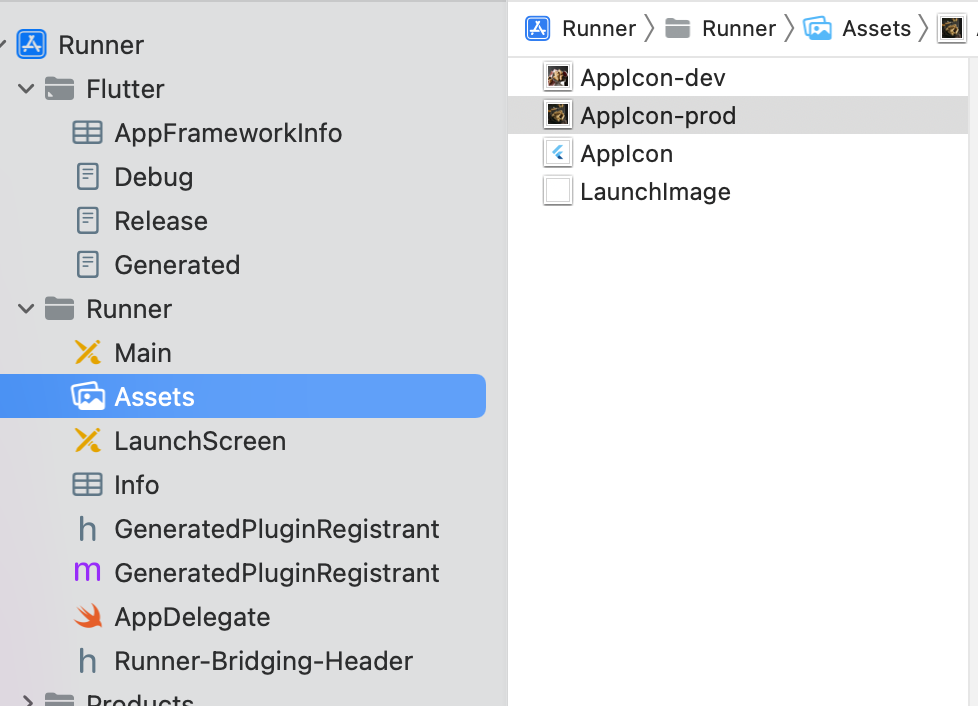 Runner
Flutter
AppFrameworkInfo
Debug
Release
Generated
Runner
Main
Assets
LaunchScreen
Info
h GeneratedPluginRegistrant
m GeneratedPluginRegistrant
AppDelegate
h Runner-Bridging-Header
Products
Runner Runner Assets
AppIcon-dev
AppIcon-prod
AppIcon
LaunchImage